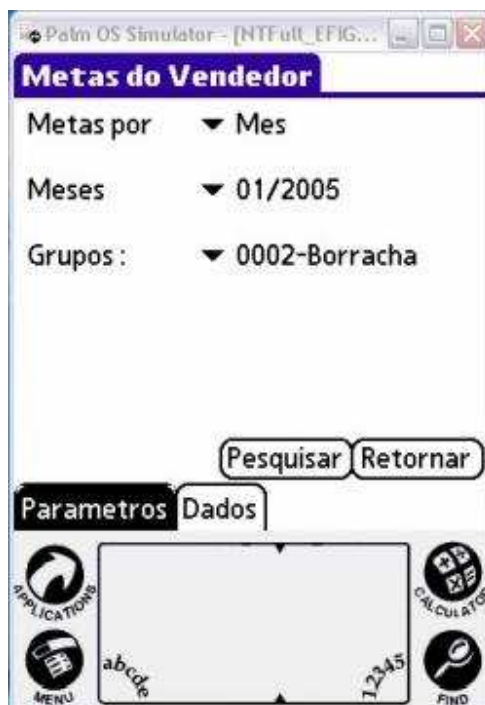 Palm OS Simulator - [NTFull_EFIG...
Metas do Vendedor
Metas por Mes
Meses 01/2005
Grupos : 0002-Borracha
Pesquisar Retornar
Parametros Dados
APPLICATIONS
CALCULATOR
MENU
abcde
12345
FIND